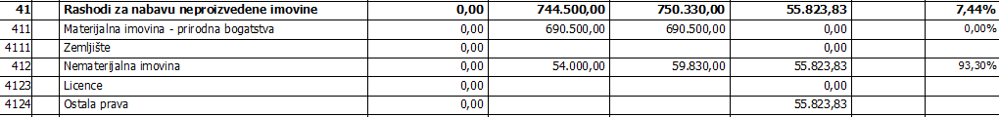 41 Rashodi za nabavu neproizvedene imovine 0,00 744.500,00 750.330,00 55.823,83 7,44%
411 Materijalna imovina - prirodna bogatstva 0,00 690.500,00 690.500,00 0,00 0,00%
4111 Zemljište 0,00 0,00
412 Nematerijalna imovina 0,00 54.000,00 59.830,00 55.823,83 93,30%
4123 Licence 0,00 0,00
4124 Ostala prava 0,00 55.823,83